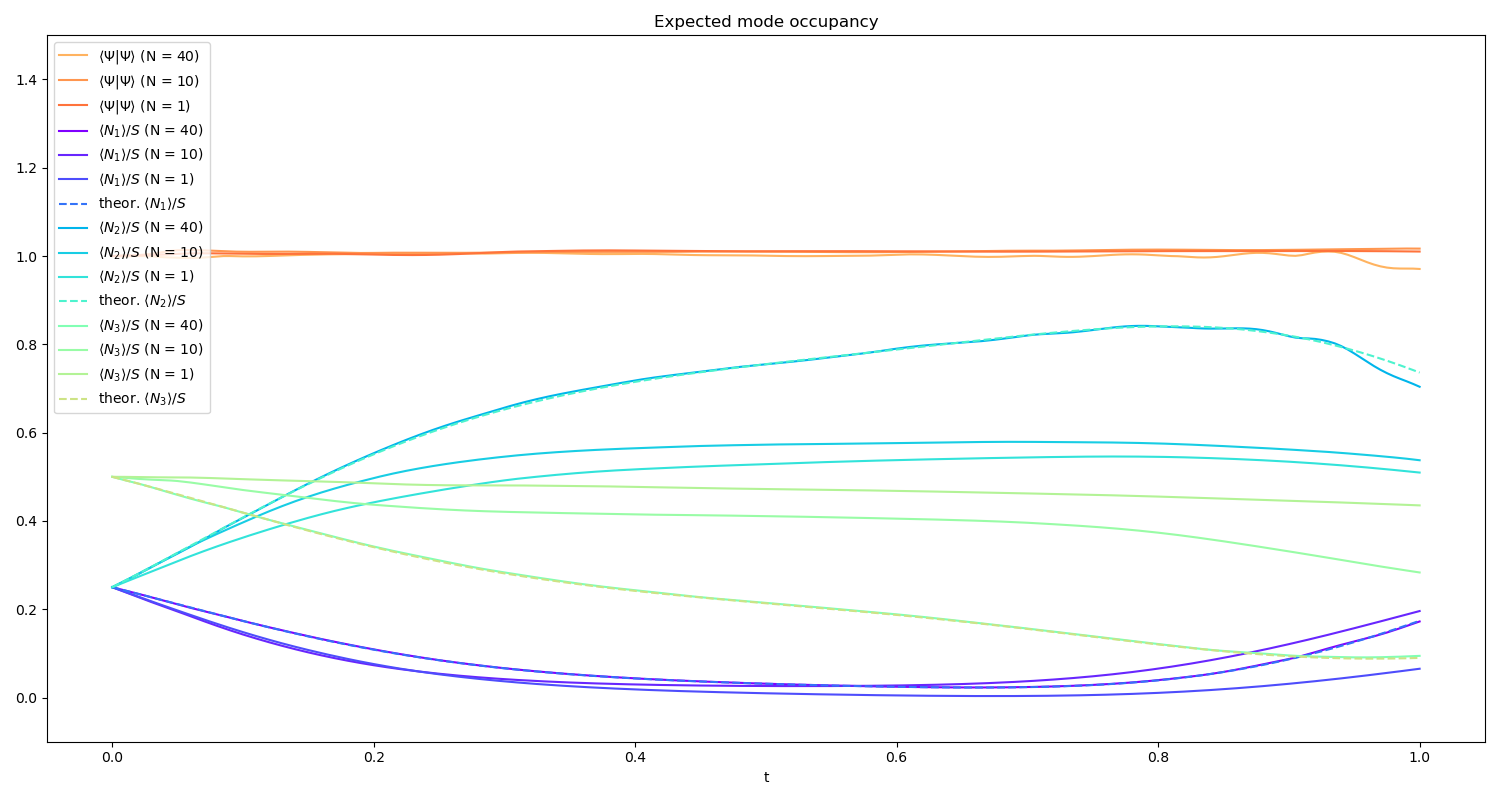 Expected mode occupancy
1.4
1.2
1.0
0.8
0.6
0.4
0.2
0.0
⟨Ψ|Ψ⟩ (N = 40)
⟨Ψ|Ψ⟩ (N = 10)
⟨Ψ|Ψ⟩ (N = 1)
⟨N₁⟩/S (N = 40)
⟨N₁⟩/S (N = 10)
⟨N₁⟩/S (N = 1)
theor. ⟨N₁⟩/S
⟨N₂⟩/S (N = 40)
⟨N₂⟩/S (N = 10)
⟨N₂⟩/S (N = 1)
theor. ⟨N₂⟩/S
⟨N₃⟩/S (N = 40)
⟨N₃⟩/S (N = 10)
⟨N₃⟩/S (N = 1)
theor. ⟨N₃⟩/S
0.0 0.2 0.4 0.6 0.8 1.0
t